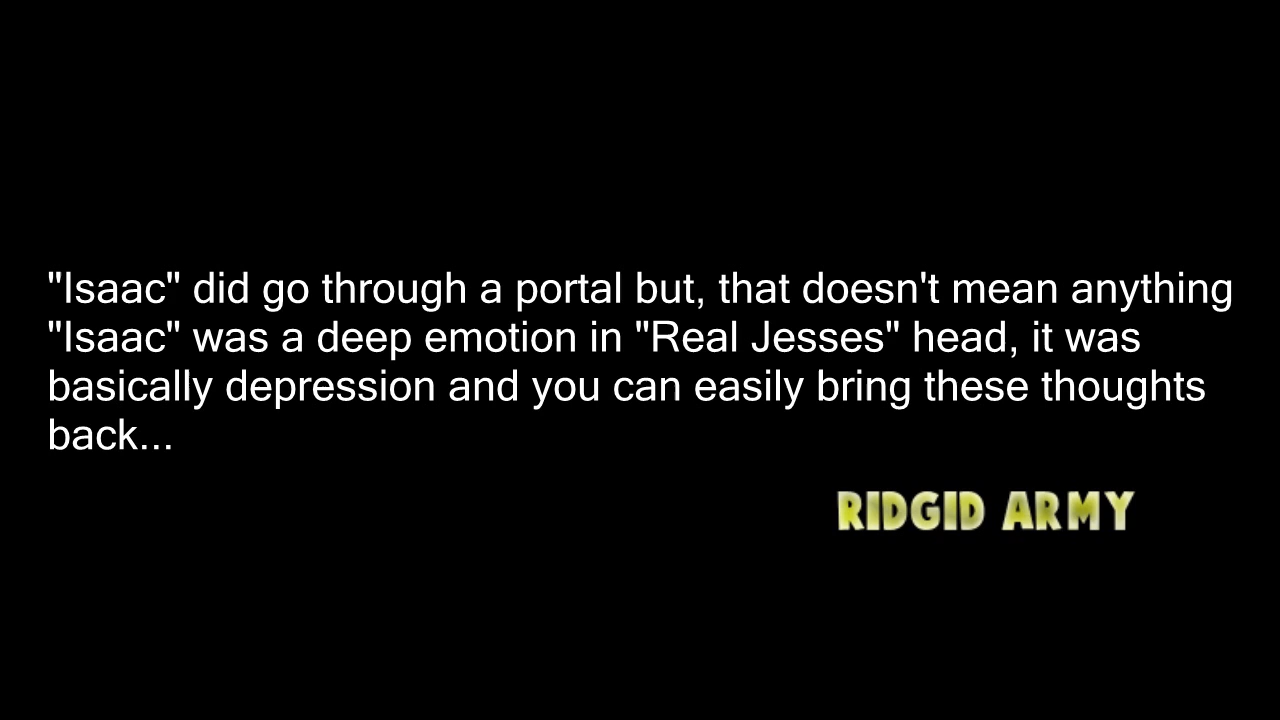 "Isaac" did go through a portal but, that doesn't mean anything
"Isaac" was a deep emotion in "Real Jesses" head, it was
basically depression and you can easily bring these thoughts
back...
RIDGID ARMY